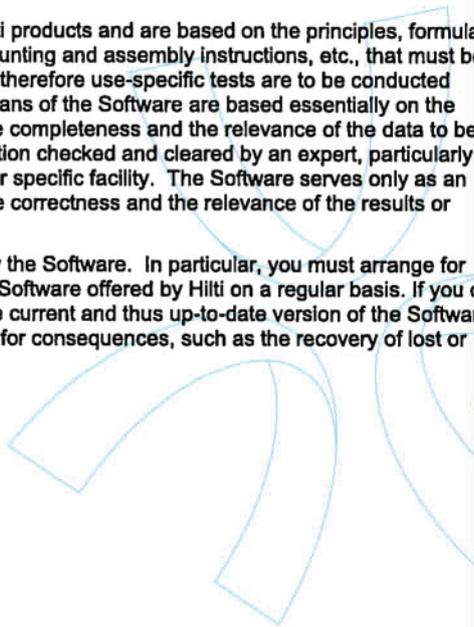 i products and are based on the principles, formula
unting and assembly instructions, etc., that must b
therefore use-specific tests are to be conducted
ans of the Software are based essentially on the
e completeness and the relevance of the data to be
tion checked and cleared by an expert, particularly
r specific facility. The Software serves only as an
e correctness and the relevance of the results or
the Software. In particular, you must arrange for
Software offered by Hilti on a regular basis. If you
e current and thus up-to-date version of the Softwa
for consequences, such as the recovery of lost or